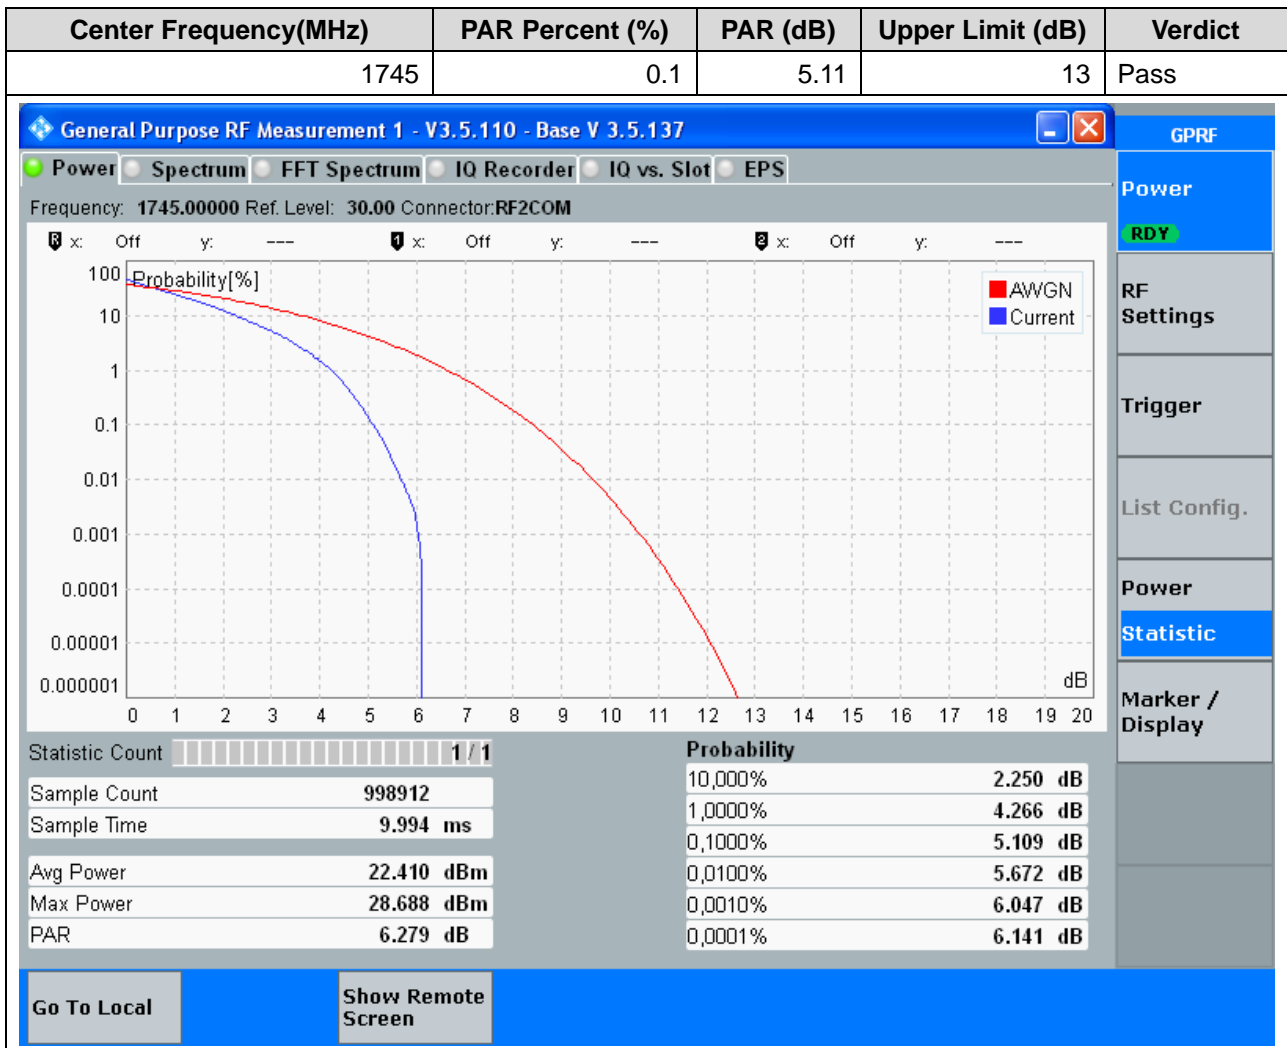 Center Frequency(MHz) PAR Percent (%) PAR (dB) Upper Limit (dB) Verdict
1745 0.1 5.11 13 Pass
General Purpose RF Measurement 1 - V3.5.110 - Base V 3.5.137
GPRF
Power Spectrum FFT Spectrum IQ Recorder IQ vs. Slot EPS
Frequency: 1745.00000 Ref. Level: 30.00 Connector:RF2COM
R x: Off y: --- 1 x: Off y: --- 2 x: Off y: ---
Probability[%]
100
10
1
0.1
0.01
0.001
0.0001
0.00001
0.000001
AWGN
Current
dB
0 1 2 3 4 5 6 7 8 9 10 11 12 13 14 15 16 17 18 19 20
Statistic Count 1 / 1
Sample Count 998912
Sample Time 9.994 ms
Avg Power 22.410 dBm
Max Power 28.688 dBm
PAR 6.279 dB
Probability
10,000% 2.250 dB
1,0000% 4.266 dB
0,1000% 5.109 dB
0,0100% 5.672 dB
0,0010% 6.047 dB
0,0001% 6.141 dB
Power
RDY
RF
Settings
Trigger
List Config.
Power
Statistic
Marker /
Display
Go To Local
Show Remote
Screen